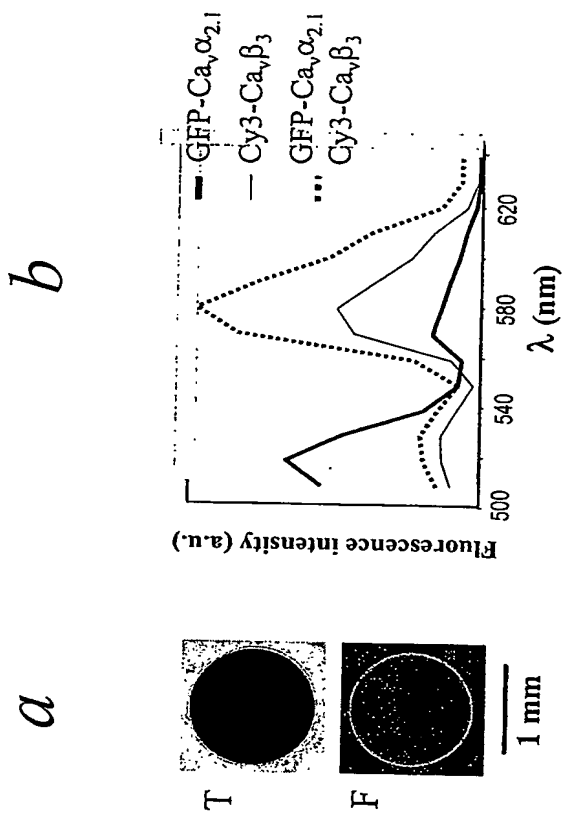 a
T
F
1 mm
b
Fluorescence intensity (a.u.)
500 540 580 620
λ (nm)
GFP-Caᵥα₂.₁
Cy3-Caᵥβ₃
GFP-Caᵥα₂.₁
Cy3-Caᵥβ₃